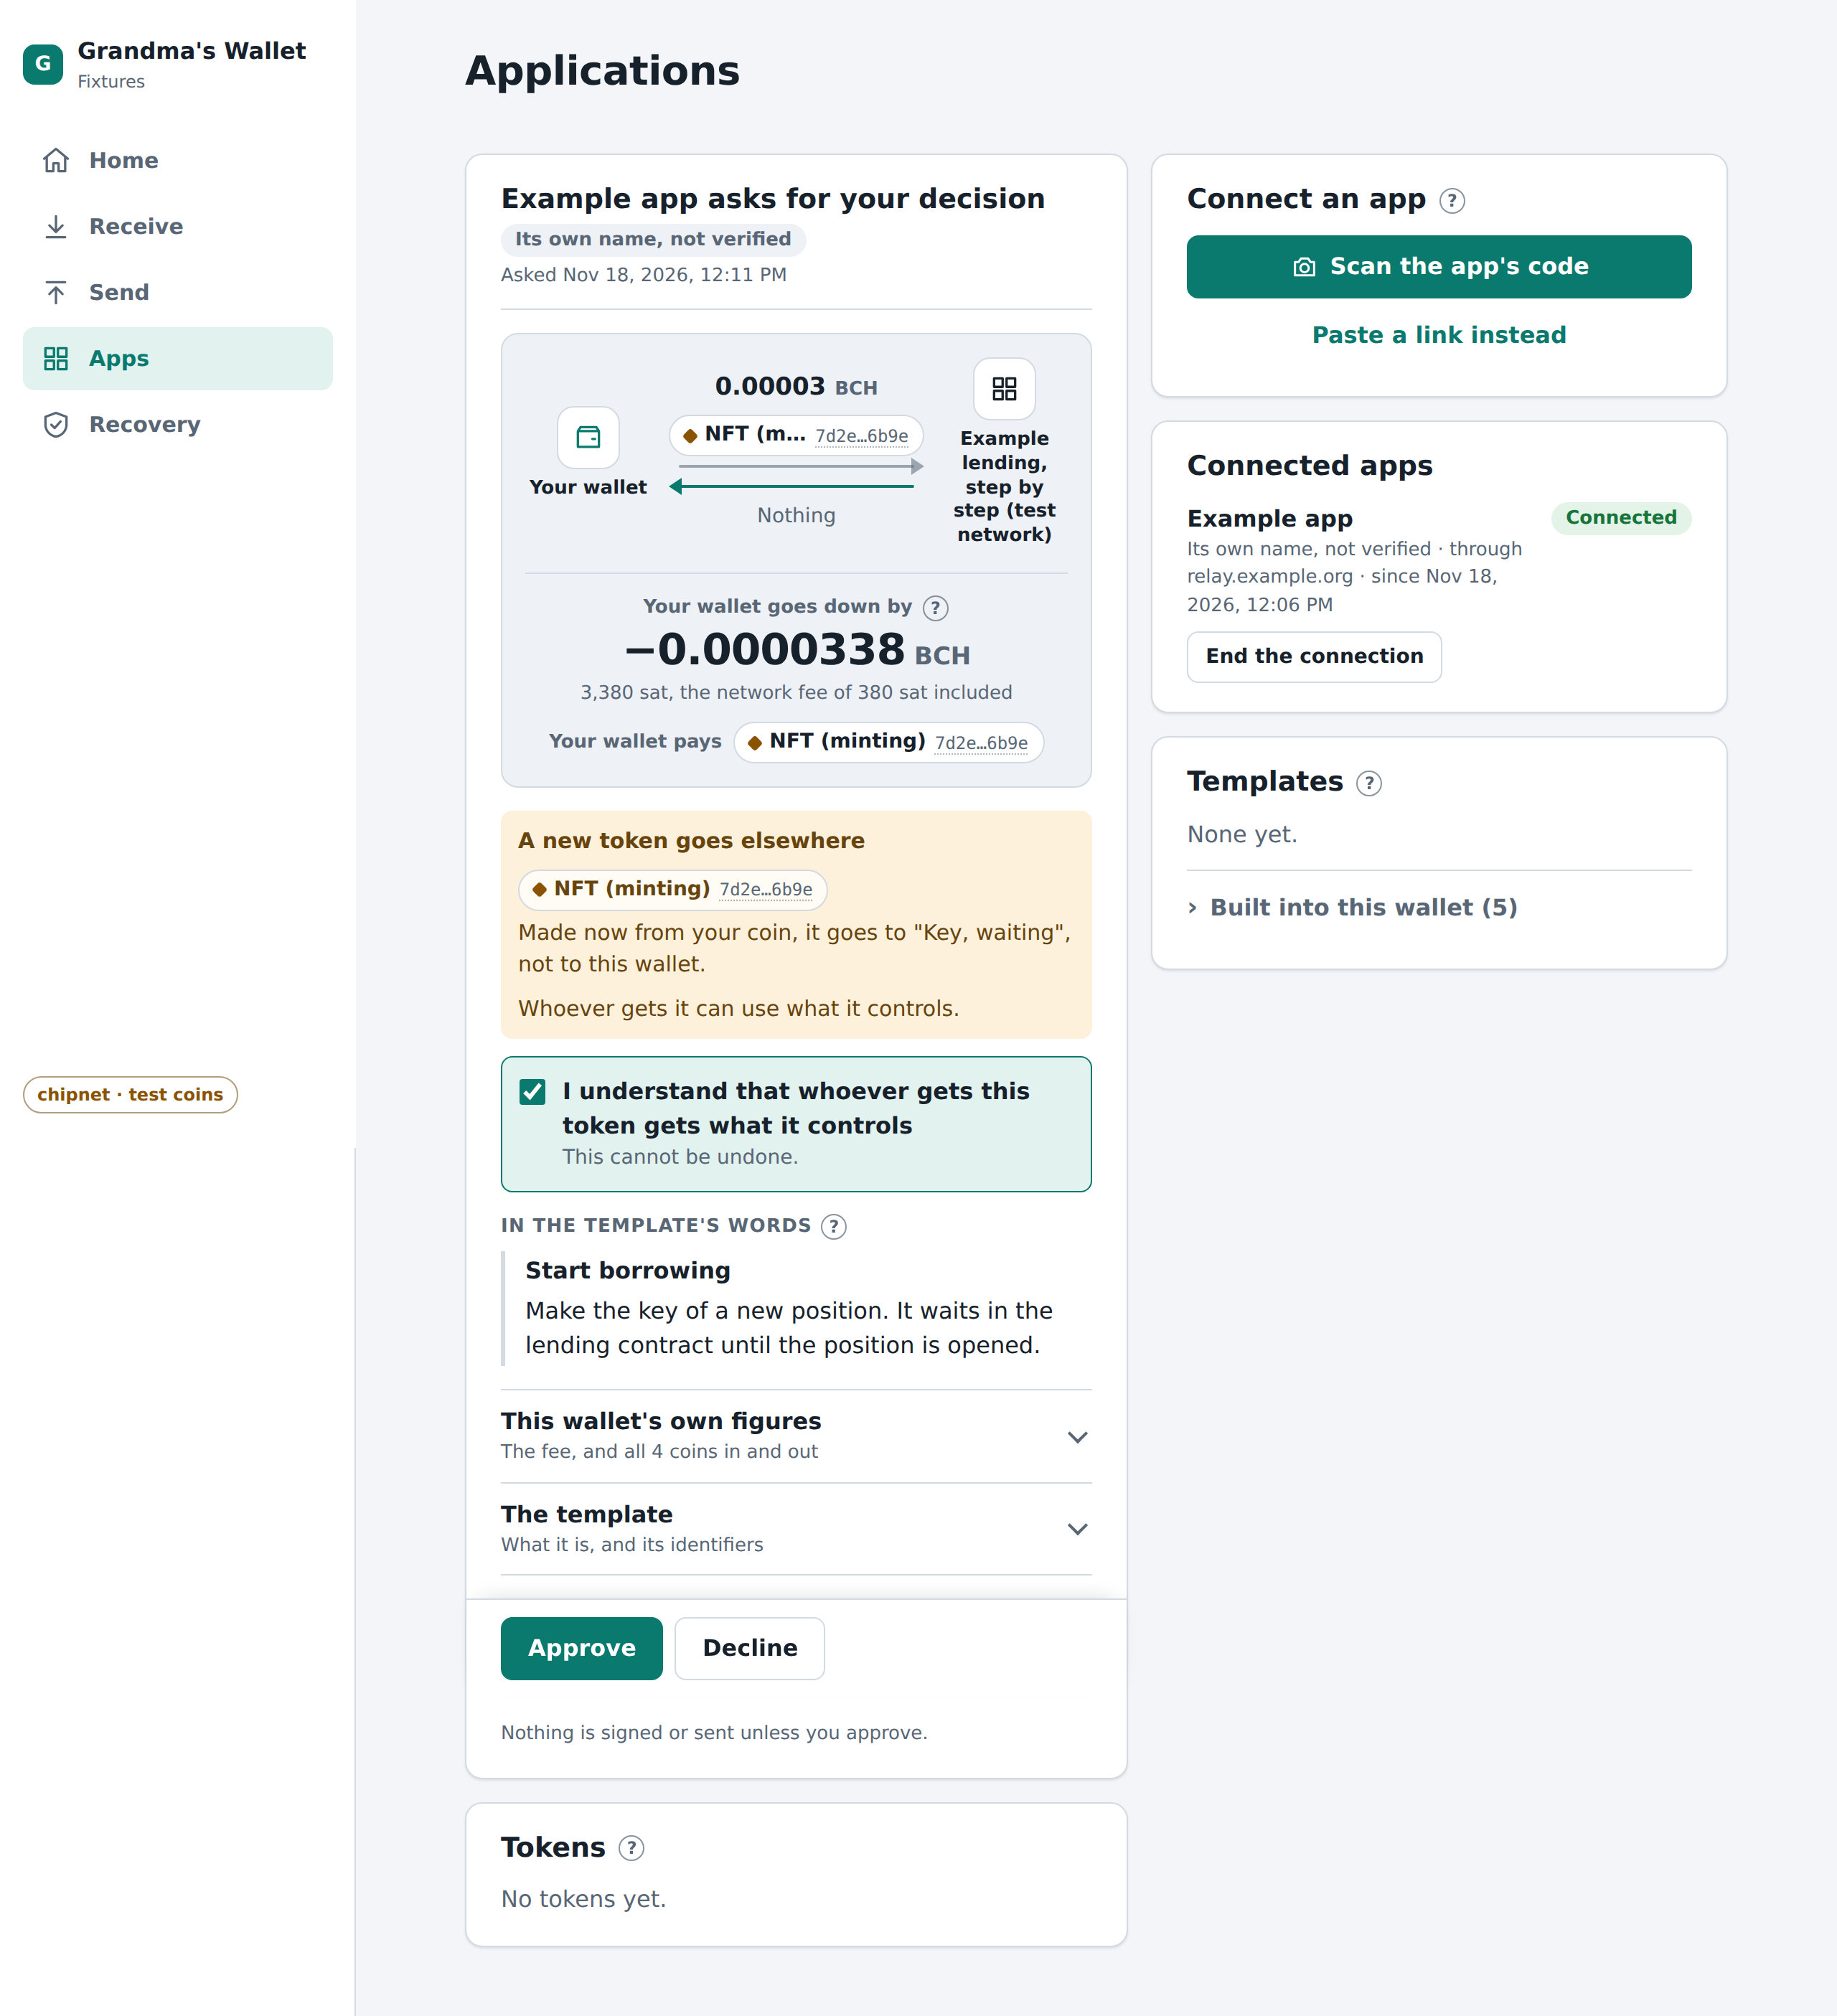 G
Grandma's Wallet
Fixtures
Home
Receive
Send
Apps
Recovery
chipnet · test coins
Applications
Example app asks for your decision
Its own name, not verified
Asked Nov 18, 2026, 12:11 PM
Your wallet
0.00003 BCH
NFT (m… 7d2e…6b9e
Nothing
Example
lending,
step by
step (test
network)
Your wallet goes down by ?
−0.0000338 BCH
3,380 sat, the network fee of 380 sat included
Your wallet pays NFT (minting) 7d2e…6b9e
A new token goes elsewhere
NFT (minting) 7d2e…6b9e
Made now from your coin, it goes to "Key, waiting",
not to this wallet.
Whoever gets it can use what it controls.
I understand that whoever gets this
token gets what it controls
This cannot be undone.
IN THE TEMPLATE'S WORDS ?
Start borrowing
Make the key of a new position. It waits in the
lending contract until the position is opened.
This wallet's own figures
The fee, and all 4 coins in and out
The template
What it is, and its identifiers
Approve
Decline
Nothing is signed or sent unless you approve.
Tokens ?
No tokens yet.
Connect an app ?
Scan the app's code
Paste a link instead
Connected apps
Example app
Connected
Its own name, not verified · through
relay.example.org · since Nov 18,
2026, 12:06 PM
End the connection
Templates ?
None yet.
› Built into this wallet (5)